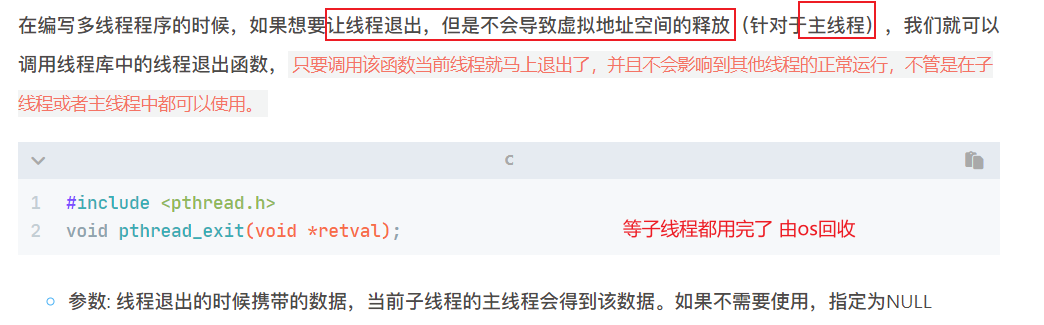 在编写多线程程序的时候，如果想要让线程退出，但是不会导致虚拟地址空间的释放（针对于主线程），我们就可以
调用线程库中的线程退出函数，只要调用该函数当前线程就马上退出了，并且不会影响到其他线程的正常运行，不管是在子
线程或者主线程中都可以使用。
C
1 #include <pthread.h>
2 void pthread_exit(void *retval);
等子线程都用完了 由os回收
参数: 线程退出的时候携带的数据，当前子线程的主线程会得到该数据。如果不需要使用，指定为NULL